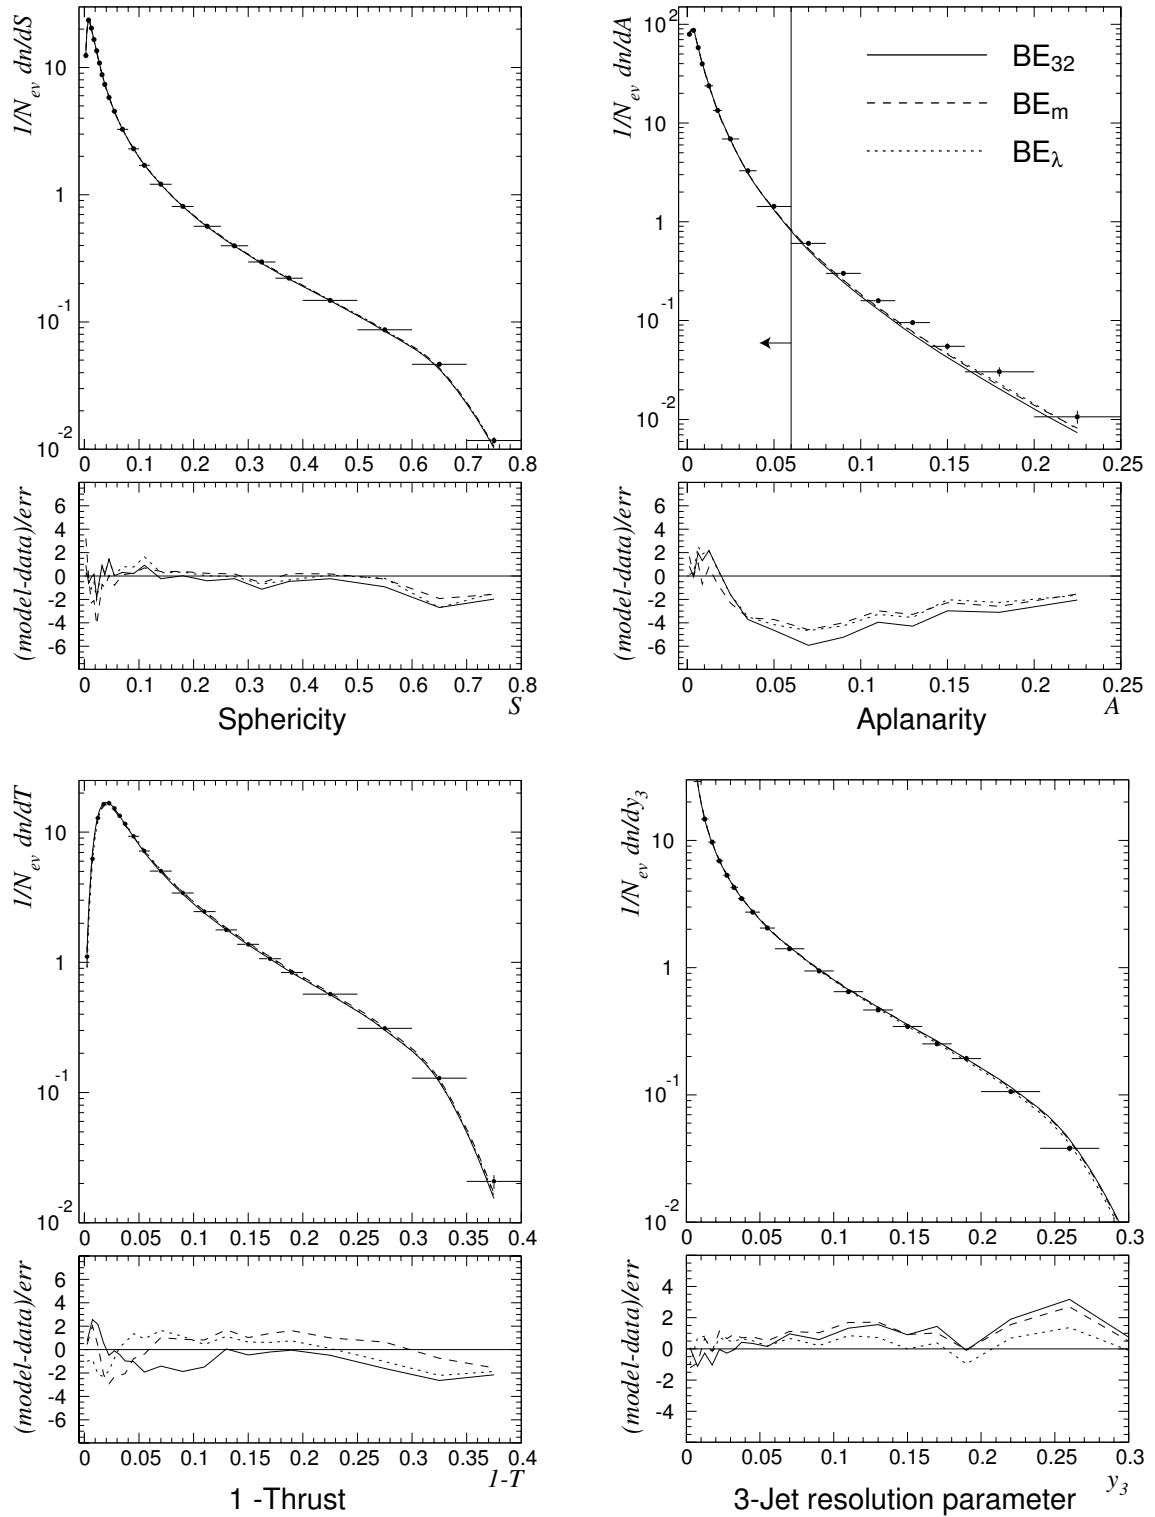 1/N_ev dn/dS
10
1
10^-1
10^-2
0 0.1 0.2 0.3 0.4 0.5 0.6 0.7 0.8
(model-data)/err
6
4
2
0
-2
-4
-6
0 0.1 0.2 0.3 0.4 0.5 0.6 0.7 0.8
Sphericity
S
1/N_ev dn/dA
10^2
10
1
10^-1
10^-2
BE_32
BE_m
BE_λ
0 0.05 0.1 0.15 0.2 0.25
(model-data)/err
6
4
2
0
-2
-4
-6
0 0.05 0.1 0.15 0.2 0.25
Aplanarity
A
1/N_ev dn/dT
10
1
10^-1
10^-2
0 0.05 0.1 0.15 0.2 0.25 0.3 0.35 0.4
(model-data)/err
6
4
2
0
-2
-4
-6
0 0.05 0.1 0.15 0.2 0.25 0.3 0.35 0.4
1-T
1 -Thrust
1/N_ev dn/dy_3
10
1
10^-1
10^-2
0 0.05 0.1 0.15 0.2 0.25 0.3
(model-data)/err
4
2
0
-2
-4
0 0.05 0.1 0.15 0.2 0.25 0.3
y_3
3-Jet resolution parameter